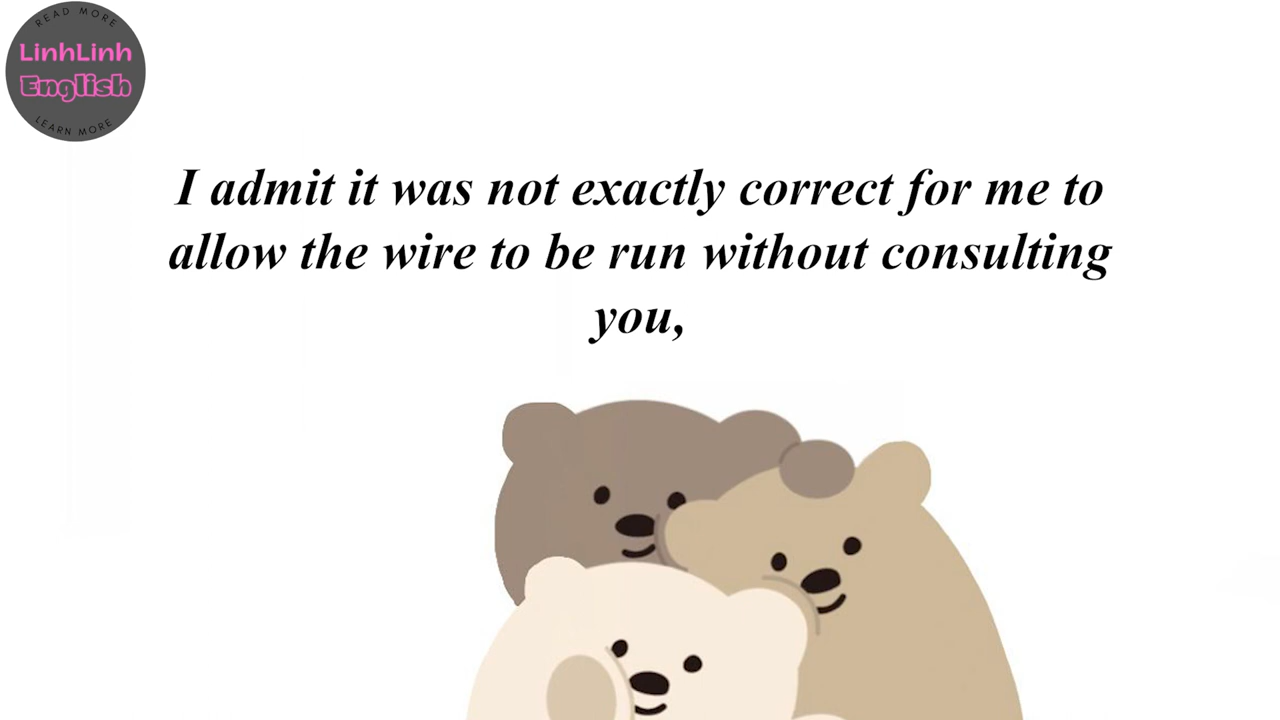 READ MORE
LinhLinh
English
LEARN MORE
I admit it was not exactly correct for me to
allow the wire to be run without consulting
you,